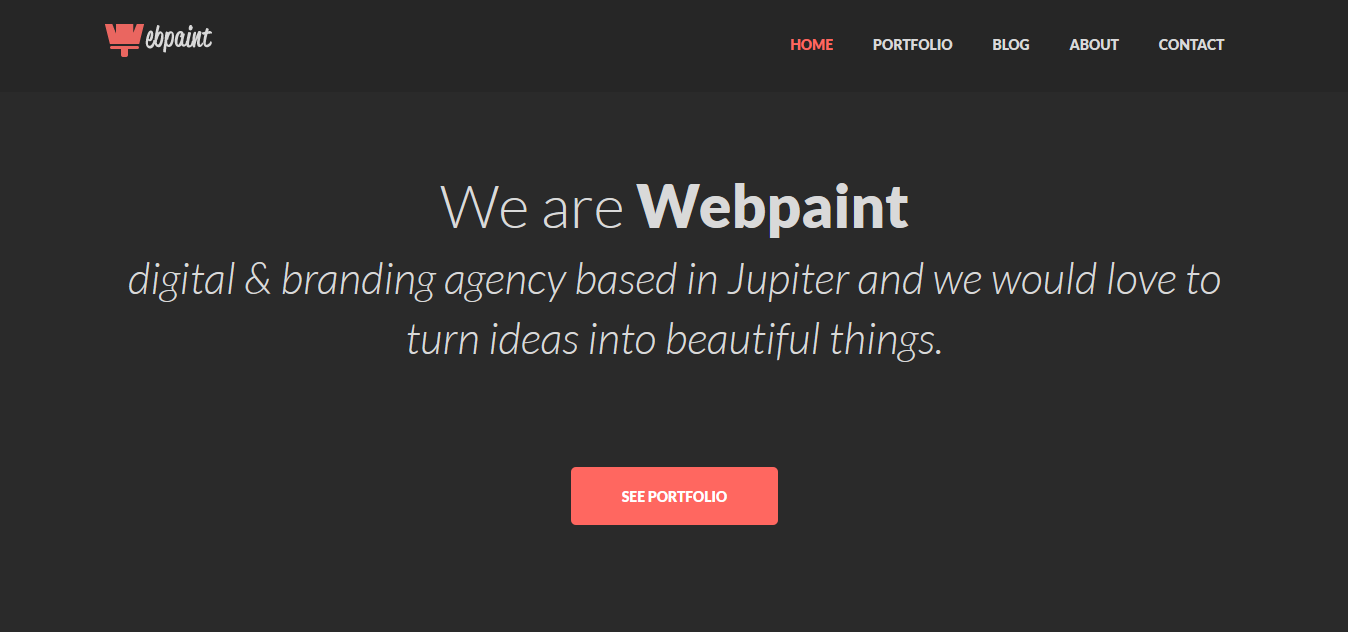 Webpaint
HOME PORTFOLIO BLOG ABOUT CONTACT
We are Webpaint
digital & branding agency based in Jupiter and we would love to
turn ideas into beautiful things.
SEE PORTFOLIO